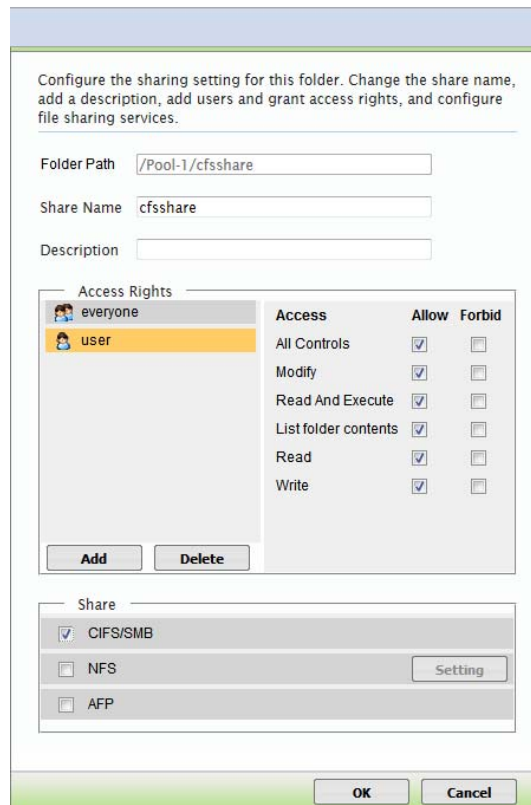 Configure the sharing setting for this folder. Change the share name,
add a description, add users and grant access rights, and configure
file sharing services.
Folder Path /Pool-1/cfsshare
Share Name cfsshare
Description
Access Rights
everyone
user
Access Allow Forbid
All Controls
Modify
Read And Execute
List folder contents
Read
Write
Add Delete
Share
CIFS/SMB
NFS Setting
AFP
OK Cancel